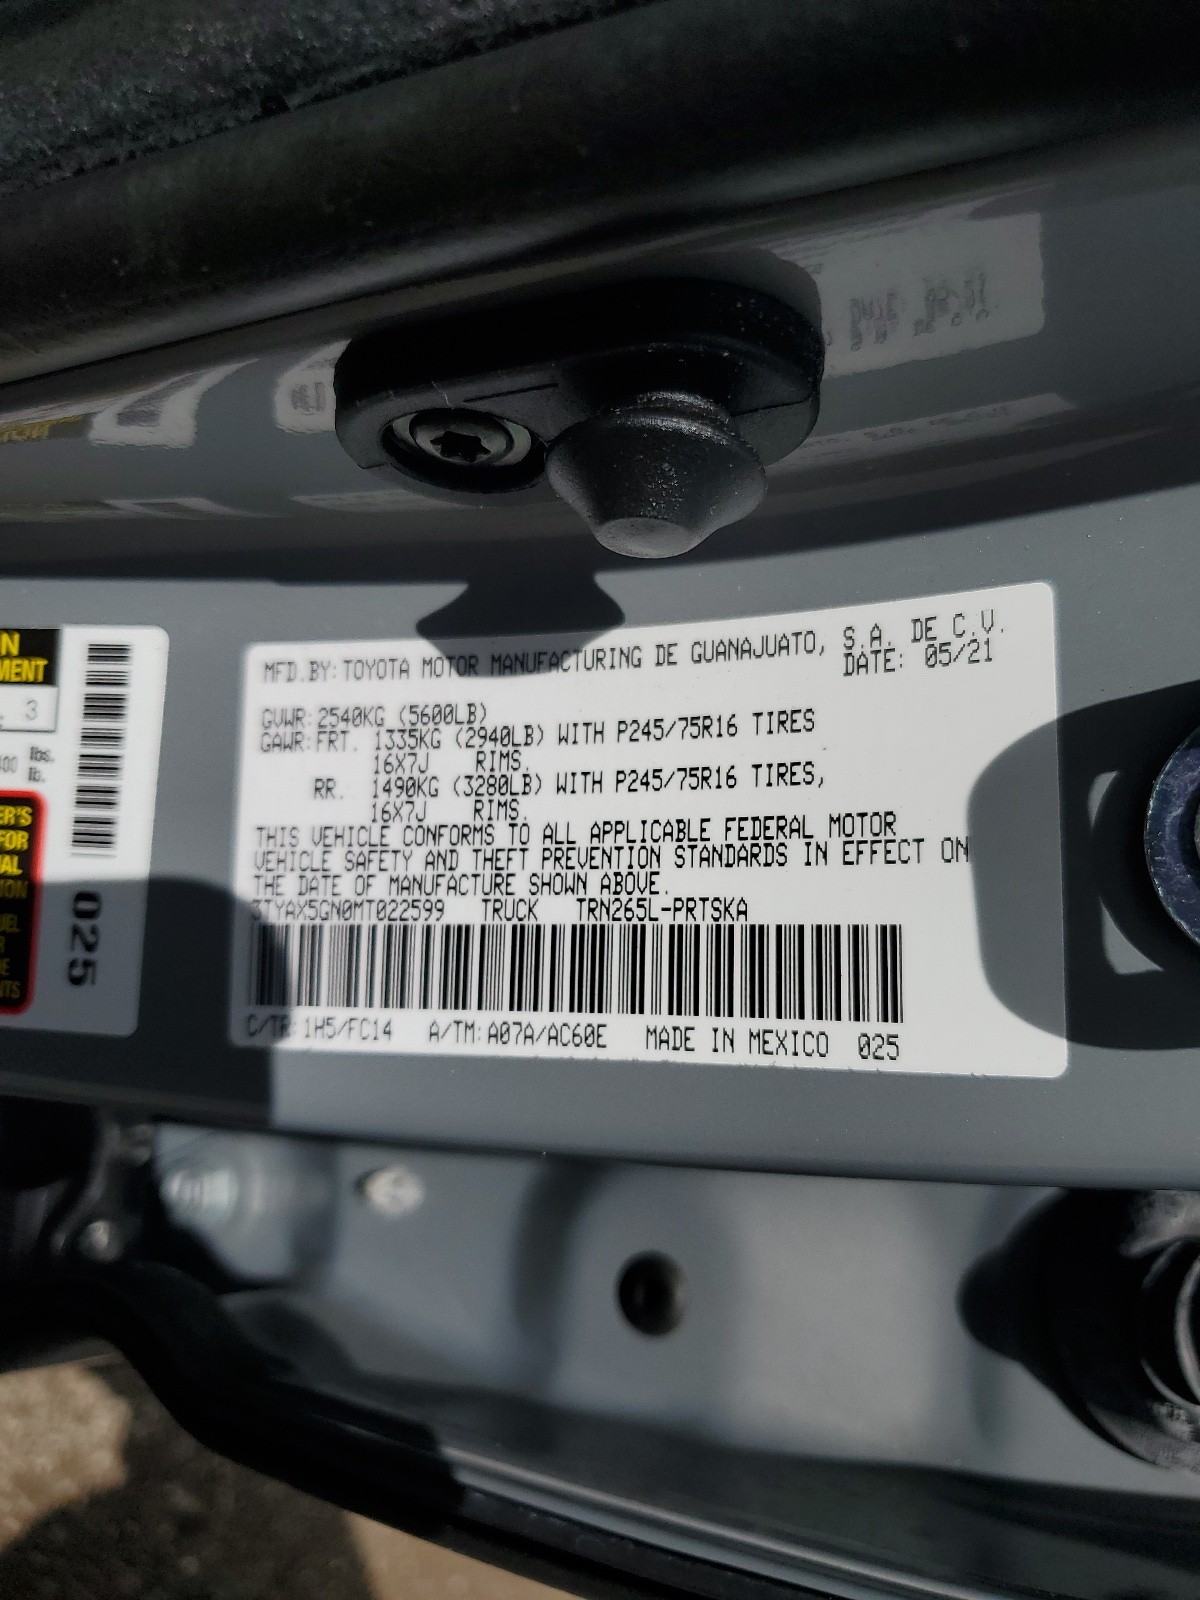 MFD.BY:TOYOTA MOTOR MANUFACTURING DE GUANAJUATO, S.A. DE C.V.
DATE: 05/21
GVWR:2540KG (5600LB)
GAWR:FRT. 1335KG (2940LB) WITH P245/75R16 TIRES
16X7J RIMS.
RR. 1490KG (3280LB) WITH P245/75R16 TIRES,
16X7J RIMS.
THIS VEHICLE CONFORMS TO ALL APPLICABLE FEDERAL MOTOR
VEHICLE SAFETY AND THEFT PREVENTION STANDARDS IN EFFECT ON
THE DATE OF MANUFACTURE SHOWN ABOVE.
3TYAX5GN0MT022599 TRUCK TRN265L-PRTSKA
C/TR:1H5/FC14 A/TM:A07A/AC60E MADE IN MEXICO 025
3
lbs.
lb.
025